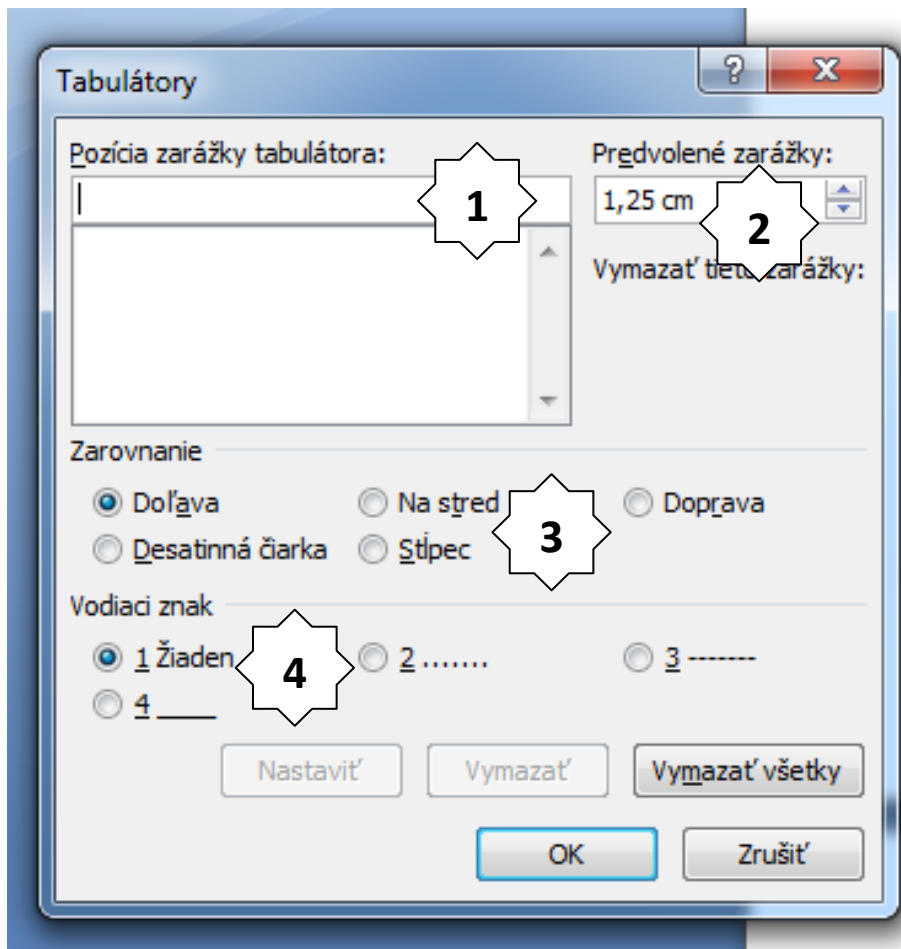 Tabulátory
Pozícia zarážky tabulátora:
Predvolené zarážky:
1
1,25 cm
2
Vymazať tieto zarážky:
Zarovnanie
Doľava
Na stred
Doprava
3
Desatinná čiarka
Stĺpec
Vodiaci znak
1 Žiaden
4
2 .......
3 -------
4 ____
Nastaviť
Vymazať
Vymazať všetky
OK
Zrušiť